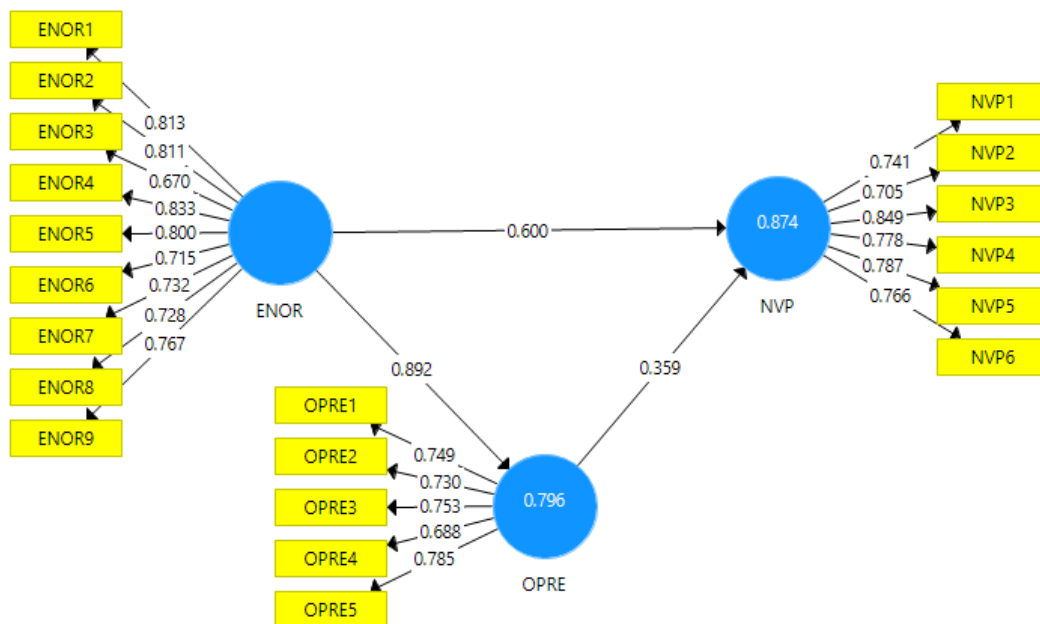 ENOR1
ENOR2
ENOR3
ENOR4
ENOR5
ENOR6
ENOR7
ENOR8
ENOR9
0.813
0.811
0.670
0.833
0.800
0.715
0.732
0.728
0.767
ENOR
0.600
0.892
0.359
OPRE1
OPRE2
OPRE3
OPRE4
OPRE5
0.749
0.730
0.753
0.688
0.785
0.796
OPRE
0.874
NVP
0.741
0.705
0.849
0.778
0.787
0.766
NVP1
NVP2
NVP3
NVP4
NVP5
NVP6